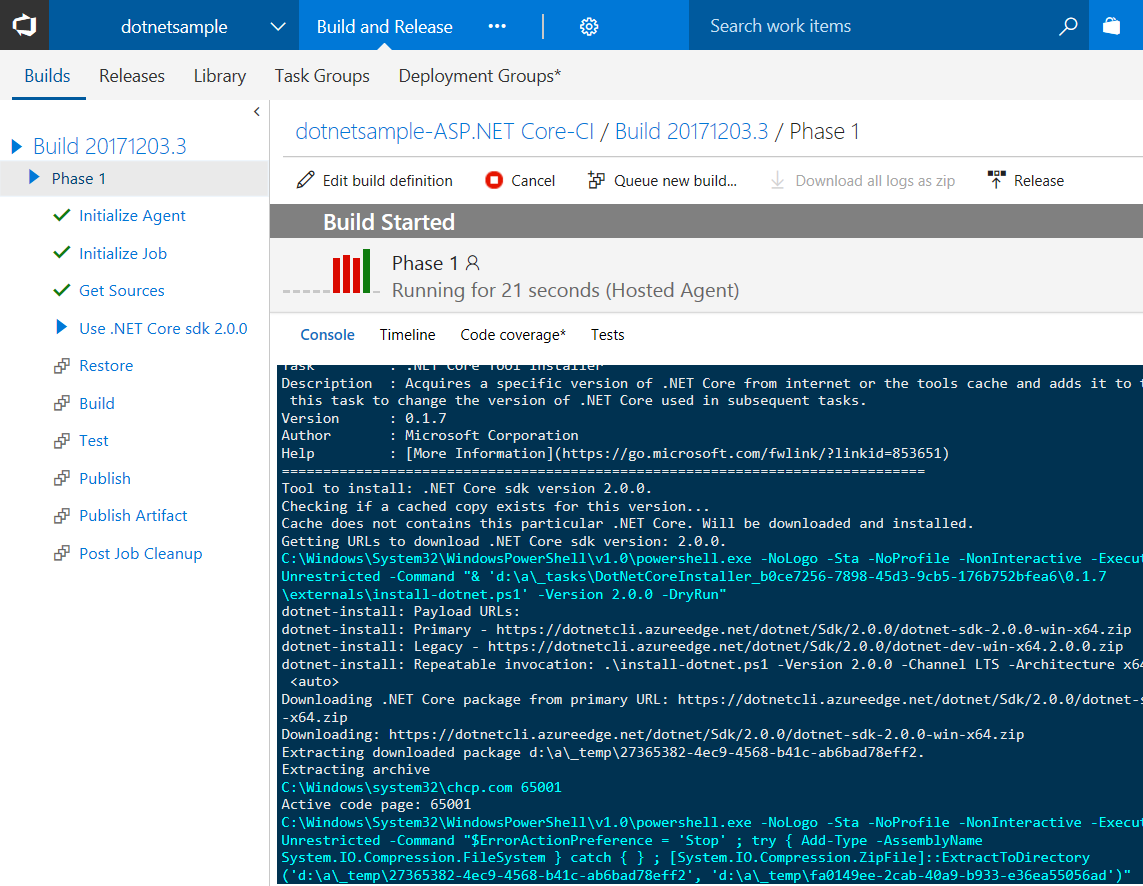 dotnetsample
Build and Release
...
Search work items
Builds
Releases
Library
Task Groups
Deployment Groups*
Build 20171203.3
Phase 1
Initialize Agent
Initialize Job
Get Sources
Use .NET Core sdk 2.0.0
Restore
Build
Test
Publish
Publish Artifact
Post Job Cleanup
dotnetsample-ASP.NET Core-CI / Build 20171203.3 / Phase 1
Edit build definition
Cancel
Queue new build...
Download all logs as zip
Release
Build Started
Phase 1
Running for 21 seconds (Hosted Agent)
Console
Timeline
Code coverage*
Tests
Task : .NET Core Tool Installer
Description : Acquires a specific version of .NET Core from internet or the tools cache and adds it to
this task to change the version of .NET Core used in subsequent tasks.
Version : 0.1.7
Author : Microsoft Corporation
Help : [More Information](https://go.microsoft.com/fwlink/?linkid=853651)
==============================================================================
Tool to install: .NET Core sdk version 2.0.0.
Checking if a cached copy exists for this version...
Cache does not contains this particular .NET Core. Will be downloaded and installed.
Getting URLs to download .NET Core sdk version: 2.0.0.
C:\Windows\System32\WindowsPowerShell\v1.0\powershell.exe -NoLogo -Sta -NoProfile -NonInteractive -Execut
Unrestricted -Command "& 'd:\a\_tasks\DotNetCoreInstaller_b0ce7256-7898-45d3-9cb5-176b752bfea6\0.1.7
\externals\install-dotnet.ps1' -Version 2.0.0 -DryRun"
dotnet-install: Payload URLs:
dotnet-install: Primary - https://dotnetcli.azureedge.net/dotnet/Sdk/2.0.0/dotnet-sdk-2.0.0-win-x64.zip
dotnet-install: Legacy - https://dotnetcli.azureedge.net/dotnet/Sdk/2.0.0/dotnet-dev-win-x64.2.0.0.zip
dotnet-install: Repeatable invocation: .\install-dotnet.ps1 -Version 2.0.0 -Channel LTS -Architecture x64
<auto>
Downloading .NET Core package from primary URL: https://dotnetcli.azureedge.net/dotnet/Sdk/2.0.0/dotnet-s
-x64.zip
Downloading: https://dotnetcli.azureedge.net/dotnet/Sdk/2.0.0/dotnet-sdk-2.0.0-win-x64.zip
Extracting downloaded package d:\a\_temp\27365382-4ec9-4568-b41c-ab6bad78eff2.
Extracting archive
C:\Windows\system32\chcp.com 65001
Active code page: 65001
C:\Windows\System32\WindowsPowerShell\v1.0\powershell.exe -NoLogo -Sta -NoProfile -NonInteractive -Execut
Unrestricted -Command "$ErrorActionPreference = 'Stop' ; try { Add-Type -AssemblyName
System.IO.Compression.FileSystem } catch { } ; [System.IO.Compression.ZipFile]::ExtractToDirectory
('d:\a\_temp\27365382-4ec9-4568-b41c-ab6bad78eff2', 'd:\a\_temp\fa0149ee-2cab-40a9-b933-e36ea55056ad')"